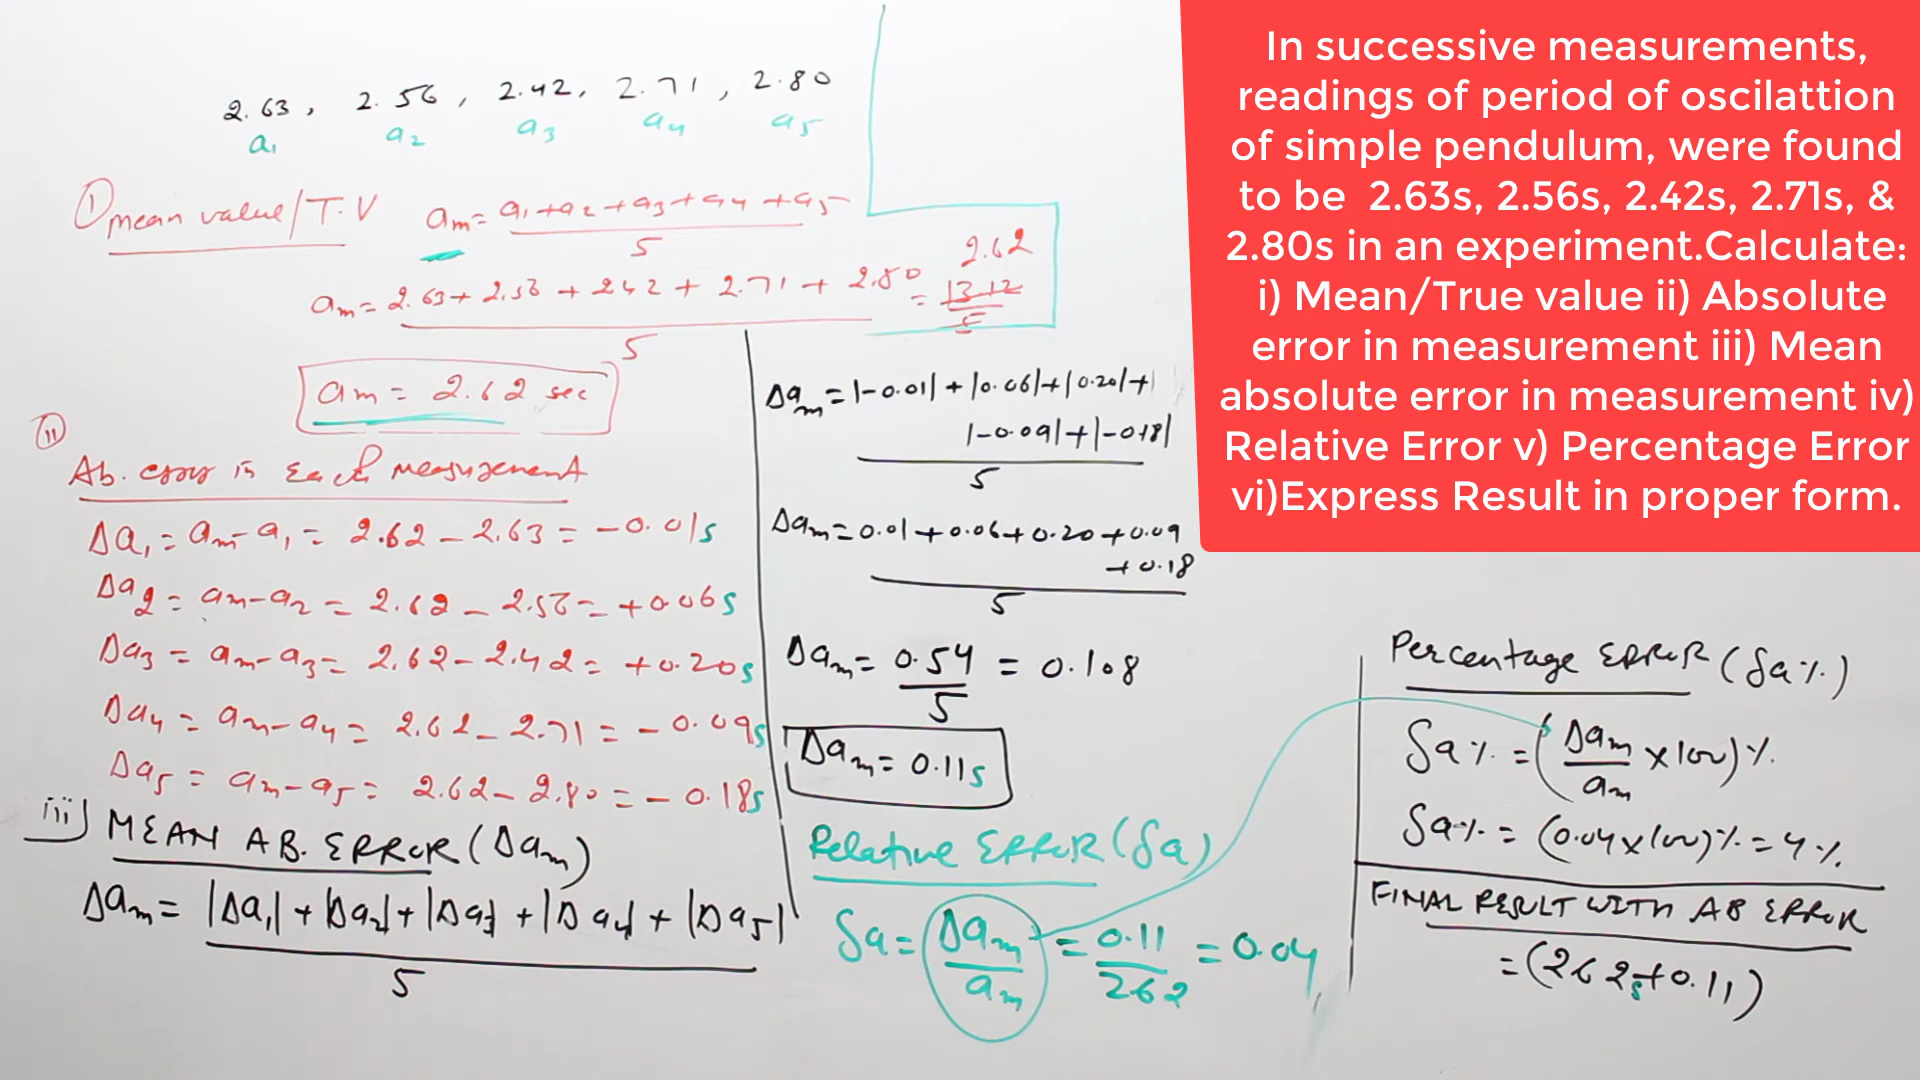 2.63, 2.56, 2.42, 2.71, 2.80
a1 a2 a3 a4 a5
i mean value/T.V am= a1+a2+a3+a4+a5
5
am= 2.63+2.56+2.42+2.71+2.80 = 13.12 2.62
5 5
am= 2.62 sec
ii
Ab. error in Each measurement
Δa1= am-a1= 2.62-2.63= -0.01s
Δa2= am-a2= 2.62-2.56= +0.06s
Δa3= am-a3= 2.62-2.42= +0.20s
Δa4= am-a4= 2.62-2.71= -0.09s
Δa5= am-a5= 2.62-2.80= -0.18s
iii) MEAN AB. ERROR (Δam)
Δam= |Δa1|+|Δa2|+|Δa3|+|Δa4|+|Δa5|
5
Δam=|-0.01|+|0.06|+|0.20|+
|-0.09|+|-0.18|
5
Δam=0.01+0.06+0.20+0.09
+0.18
5
Δam= 0.54 = 0.108
5
Δam= 0.11s
Relative ERROR (δa)
δa= Δam = 0.11 = 0.04
am 2.62
Percentage ERROR (δa%)
δa% = (Δam ×100)%
am
δa% = (0.04×100)% = 4%
FINAL RESULT WITH AB ERROR
=(2.62s+0.11)
In successive measurements,
readings of period of oscilattion
of simple pendulum, were found
to be 2.63s, 2.56s, 2.42s, 2.71s, &
2.80s in an experiment.Calculate:
i) Mean/True value ii) Absolute
error in measurement iii) Mean
absolute error in measurement iv)
Relative Error v) Percentage Error
vi)Express Result in proper form.